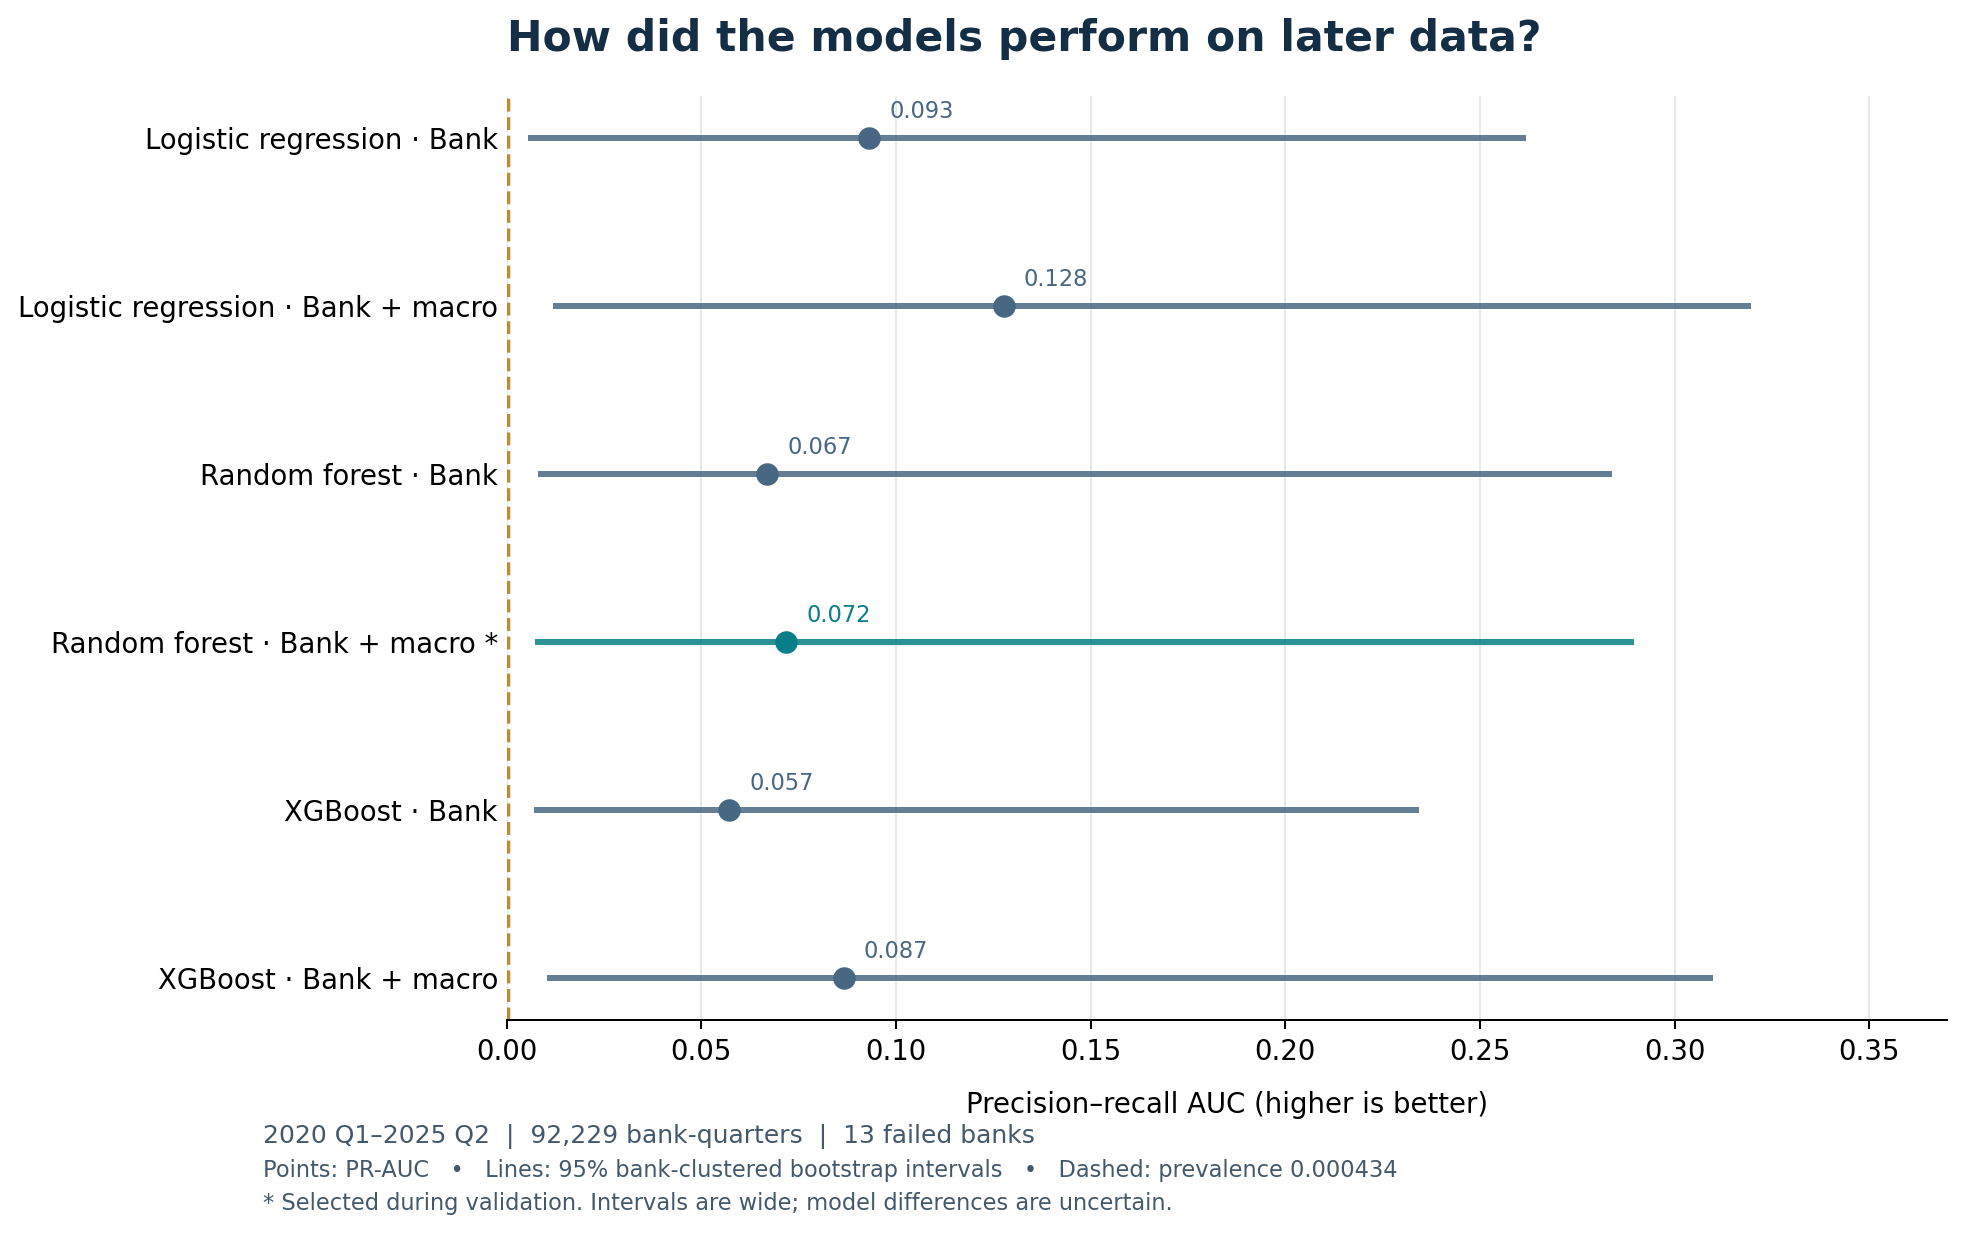 How did the models perform on later data?
0.093
Logistic regression · Bank
0.128
Logistic regression · Bank + macro
0.067
Random forest · Bank
0.072
Random forest · Bank + macro *
0.057
XGBoost · Bank
0.087
XGBoost · Bank + macro
0.00 0.05 0.10 0.15 0.20 0.25 0.30 0.35
Precision–recall AUC (higher is better)
2020 Q1–2025 Q2 | 92,229 bank-quarters | 13 failed banks
Points: PR-AUC • Lines: 95% bank-clustered bootstrap intervals • Dashed: prevalence 0.000434
* Selected during validation. Intervals are wide; model differences are uncertain.